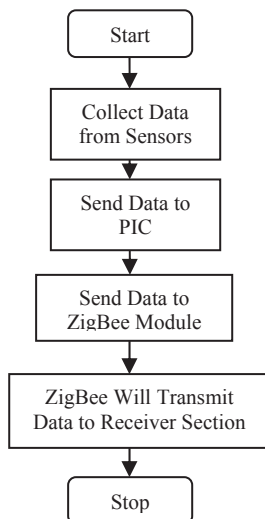 Start
Collect Data
from Sensors
Send Data to
PIC
Send Data to
ZigBee Module
ZigBee Will Transmit
Data to Receiver Section
Stop